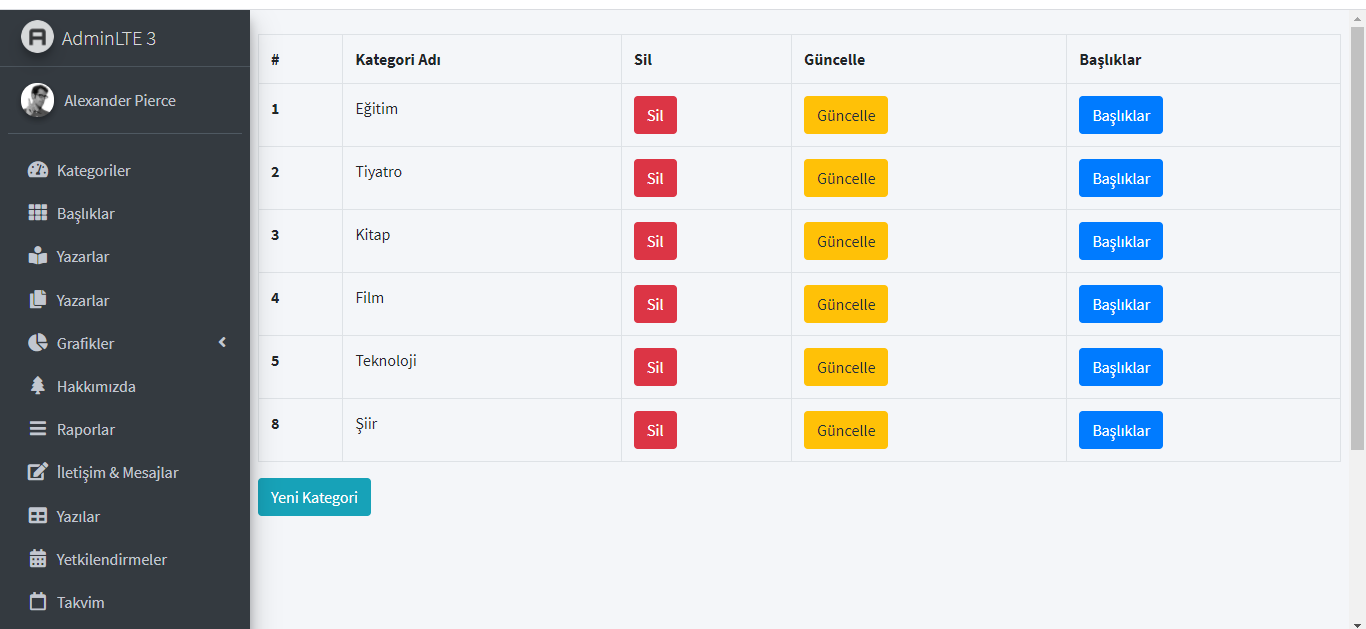 AdminLTE 3
Alexander Pierce
Kategoriler
Başlıklar
Yazarlar
Yazarlar
Grafikler
Hakkımızda
Raporlar
İletişim & Mesajlar
Yazılar
Yetkilendirmeler
Takvim
# Kategori Adı Sil Güncelle Başlıklar
1 Eğitim Sil Güncelle Başlıklar
2 Tiyatro Sil Güncelle Başlıklar
3 Kitap Sil Güncelle Başlıklar
4 Film Sil Güncelle Başlıklar
5 Teknoloji Sil Güncelle Başlıklar
8 Şiir Sil Güncelle Başlıklar
Yeni Kategori